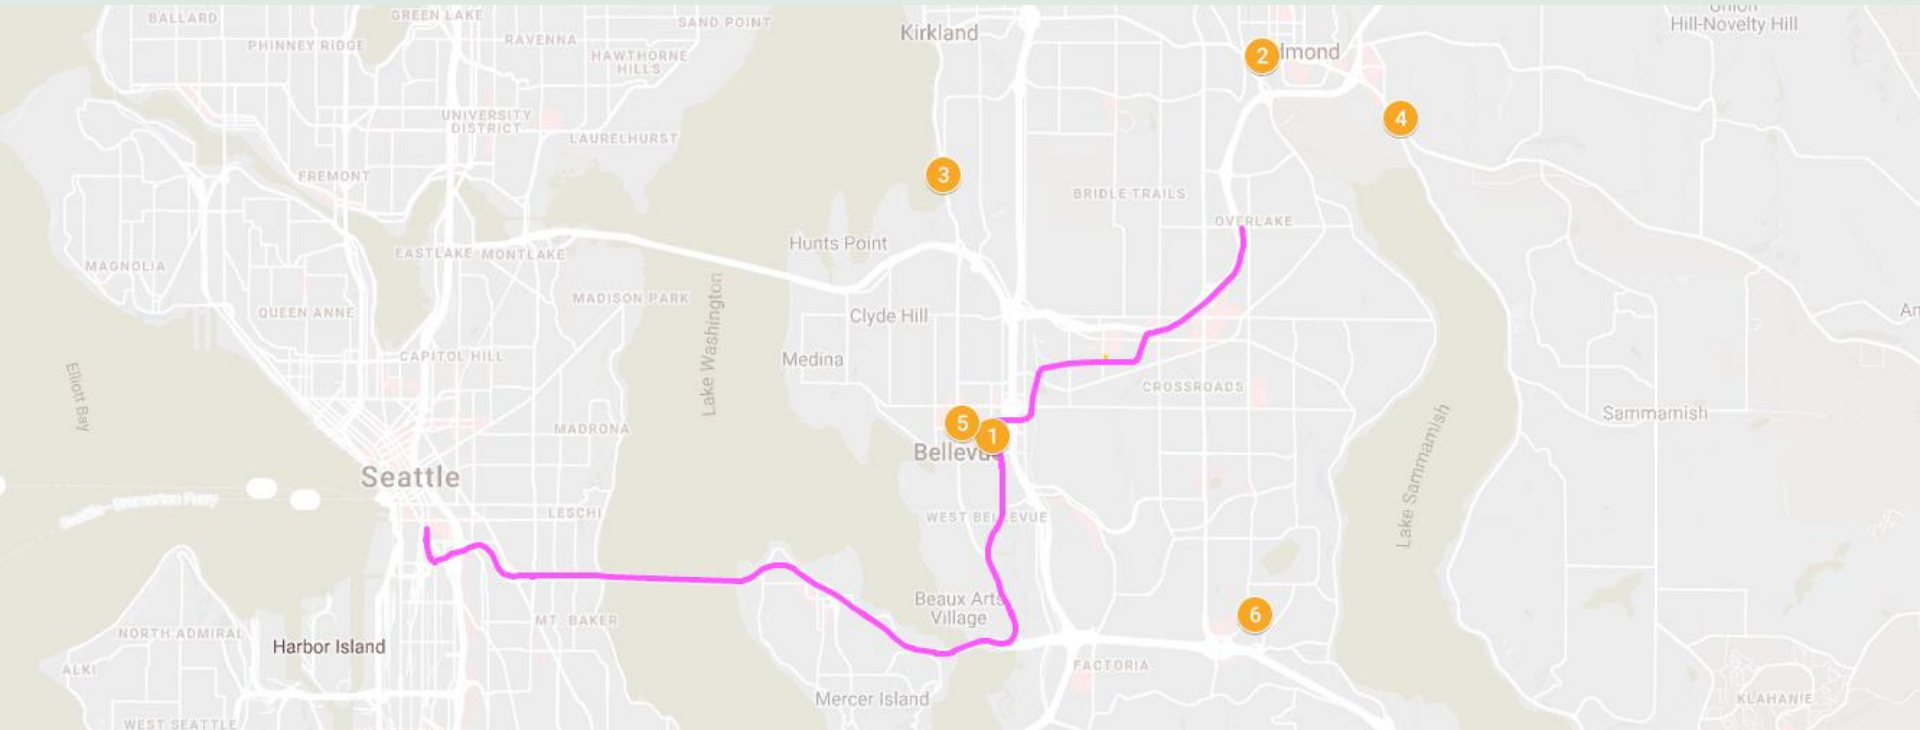 BALLARD
GREEN LAKE
SAND POINT
Kirkland
Hill-Novelty Hill
PHINNEY RIDGE
RAVENNA
HAWTHORNE
HILLS
2
dmond
UNIVERSITY
DISTRICT
LAURELHURST
4
FREMONT
3
BRIDLE TRAILS
OVERLAKE
EASTLAKE
MONTLAKE
Hunts Point
MAGNOLIA
MADISON PARK
QUEEN ANNE
Clyde Hill
Lake Washington
CAPITOL HILL
Medina
Elliott Bay
CROSSROADS
Sammamish
MADRONA
5
1
Bellevue
Seattle
Lake Sammamish
LESCHI
WEST BELLEVUE
Beaux Arts
Village
6
MT. BAKER
NORTH ADMIRAL
Harbor Island
ALKI
FACTORIA
Mercer Island
KLAHANIE
WEST SEATTLE